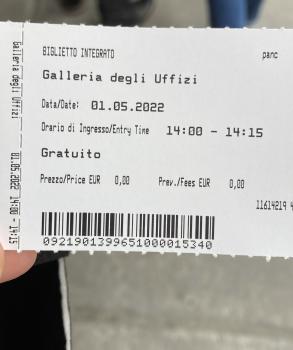 BIGLIETTO INTEGRATO
panc
Galleria degli Uffizi
Data/Date: 01.05.2022
Orario di Ingresso/Entry Time 14:00 - 14:15
Gratuito
Prezzo/Price EUR 0,00 Prev./Fees EUR 0,00
11614219 4
0921901399651000015340
Galleria degli Uffizi
01.05.2022 14:00 - 14:15